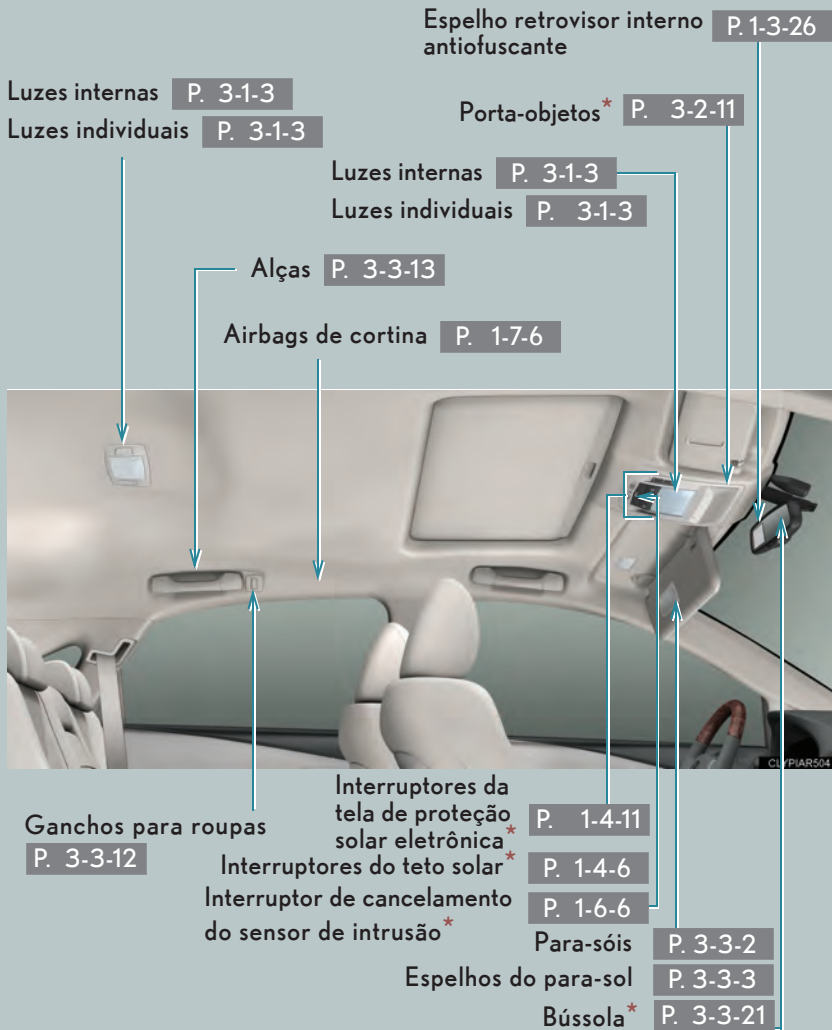 Espelho retrovisor interno P. 1-3-26
antiofuscante
Luzes internas P. 3-1-3
Luzes individuais P. 3-1-3
Porta-objetos* P. 3-2-11
Luzes internas P. 3-1-3
Luzes individuais P. 3-1-3
Alças P. 3-3-13
Airbags de cortina P. 1-7-6
CLYPIAR504
Ganchos para roupas
P. 3-3-12
Interruptores da
tela de proteção
solar eletrônica* P. 1-4-11
Interruptores do teto solar* P. 1-4-6
Interruptor de cancelamento
do sensor de intrusão* P. 1-6-6
Para-sóis P. 3-3-2
Espelhos do para-sol P. 3-3-3
Bússola* P. 3-3-21